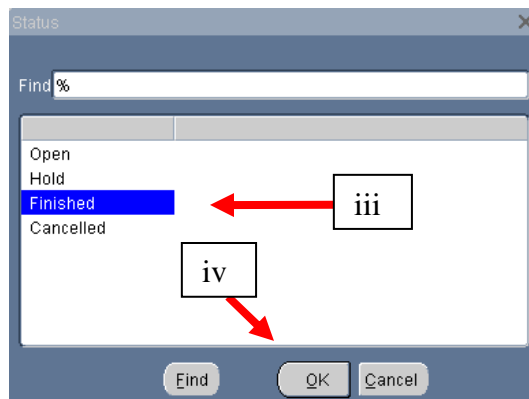 Status
Find %
Open
Hold
Finished
iii
Cancelled
iv
Find OK Cancel